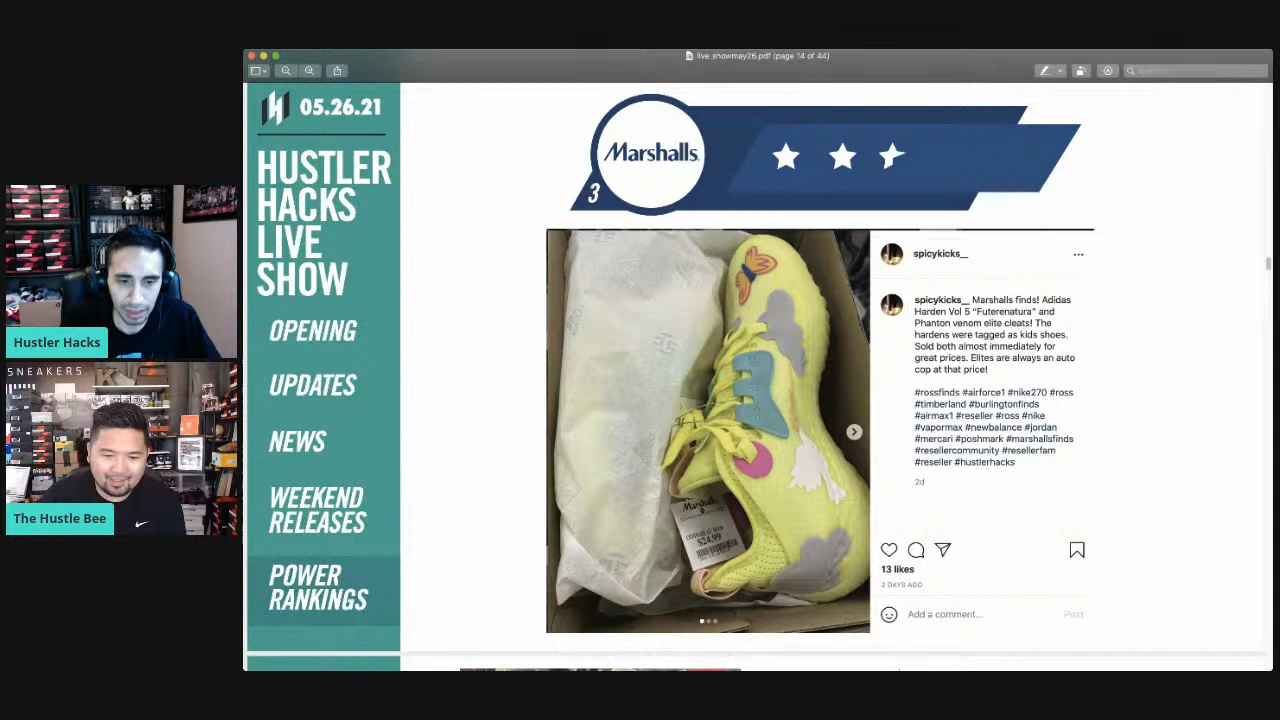 live_showmay26.pdf (page 14 of 44)
05.26.21
HUSTLER
HACKS
LIVE
SHOW
OPENING
UPDATES
NEWS
WEEKEND
RELEASES
POWER
RANKINGS
Marshalls
3
spicykicks__
spicykicks__ Marshalls finds! Adidas
Harden Vol 5 “Futerenatura” and
Phanton venom elite cleats! The
hardens were tagged as kids shoes.
Sold both almost immediately for
great prices. Elites are always an auto
cop at that price!
#rossfinds #airforce1 #nike270 #ross
#timberland #burlingtonfinds
#airmax1 #reseller #ross #nike
#vapormax #newbalance #jordan
#mercari #poshmark #marshallsfinds
#resellercommunity #resellerfam
#reseller #hustlerhacks
2d
13 likes
2 DAYS AGO
Add a comment...
Post
Marshalls
$24.99
Hustler Hacks
SNEAKERS
The Hustle Bee